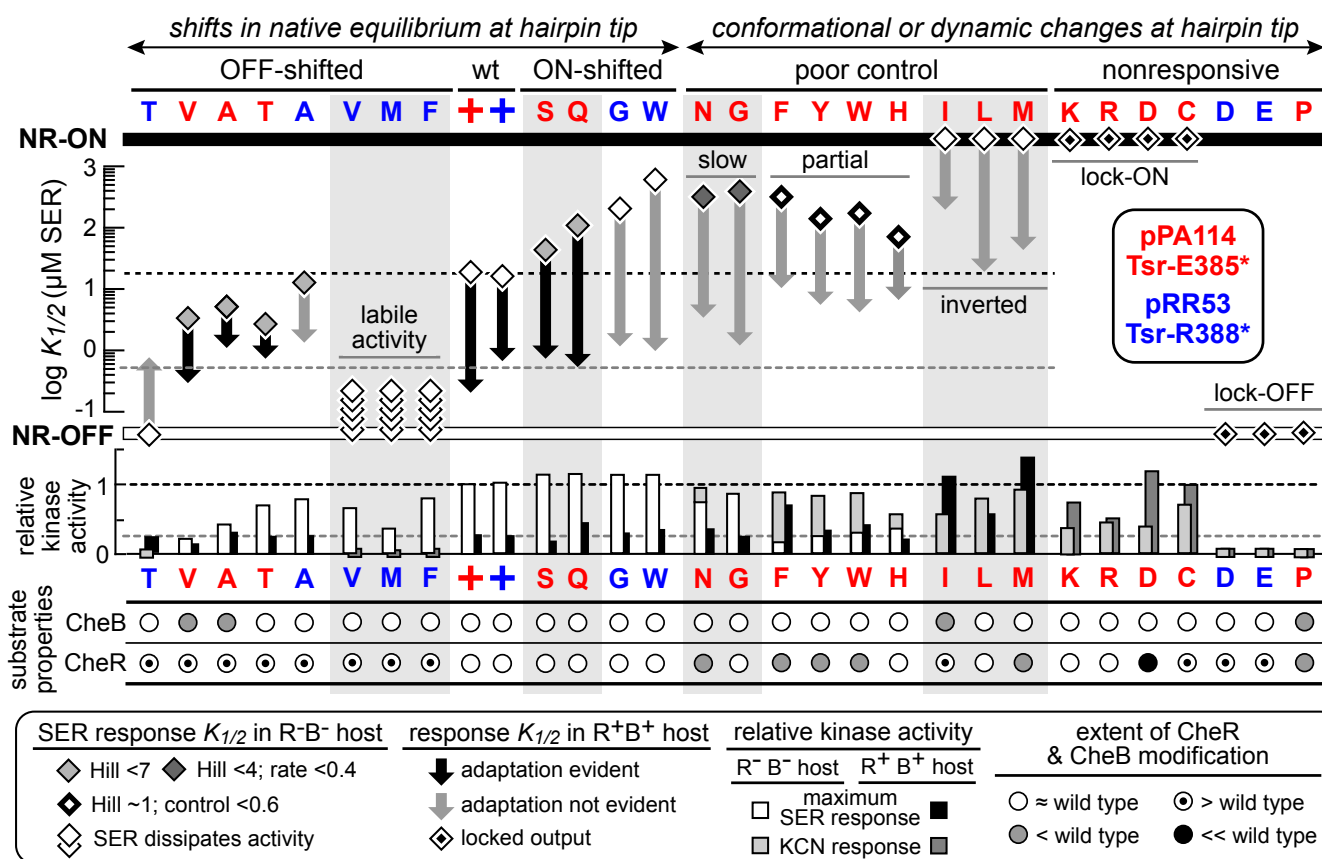 shifts in native equilibrium at hairpin tip conformational or dynamic changes at hairpin tip
OFF-shifted wt ON-shifted poor control nonresponsive
T V A T A V M F + + S Q G W N G F Y W H I L M K R D C D E P
NR-ON
slow partial lock-ON
3
2
1
0
-1
log K1/2 (µM SER)
labile
activity
inverted
pPA114
Tsr-E385*
pRR53
Tsr-R388*
lock-OFF
NR-OFF
relative
kinase
activity
1
0
T V A T A V M F + + S Q G W N G F Y W H I L M K R D C D E P
substrate
properties
CheB
CheR
SER response K1/2 in R-B- host
Hill <7 Hill <4; rate <0.4
Hill ~1; control <0.6
SER dissipates activity
response K1/2 in R+B+ host
adaptation evident
adaptation not evident
locked output
relative kinase activity
R- B- host R+ B+ host
maximum
SER response
KCN response
extent of CheR
& CheB modification
≈ wild type > wild type
< wild type << wild type